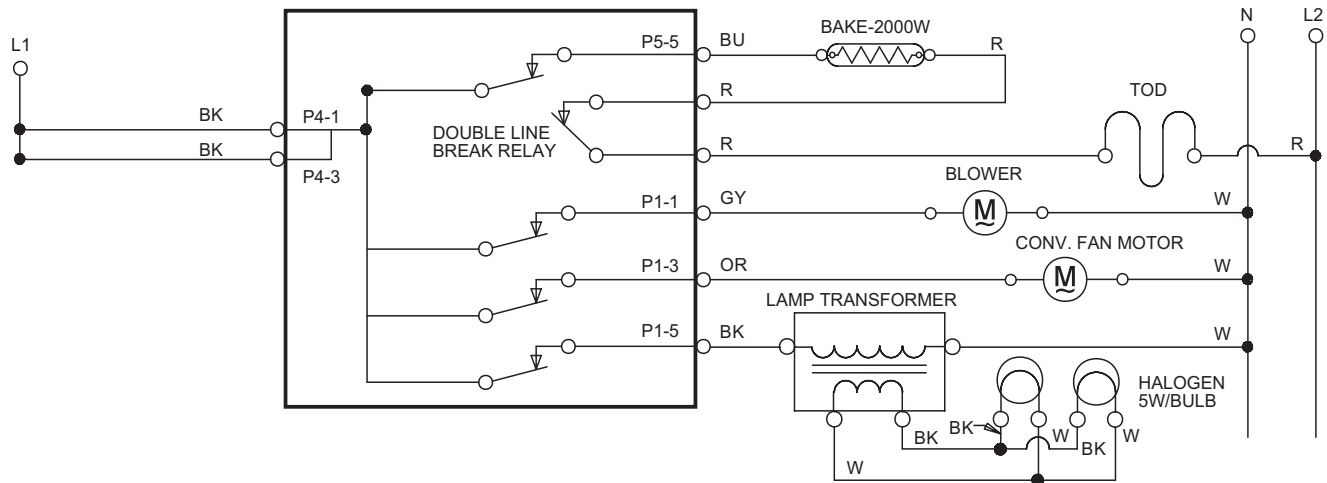 L1
BK
BK
P4-1
P4-3
DOUBLE LINE
BREAK RELAY
P5-5
BU
BAKE-2000W
R
R
R
TOD
R
N
L2
P1-1
GY
BLOWER
M
W
P1-3
OR
CONV. FAN MOTOR
M
W
P1-5
BK
LAMP TRANSFORMER
W
HALOGEN
5W/BULB
BK
BK
W
BK
W
W